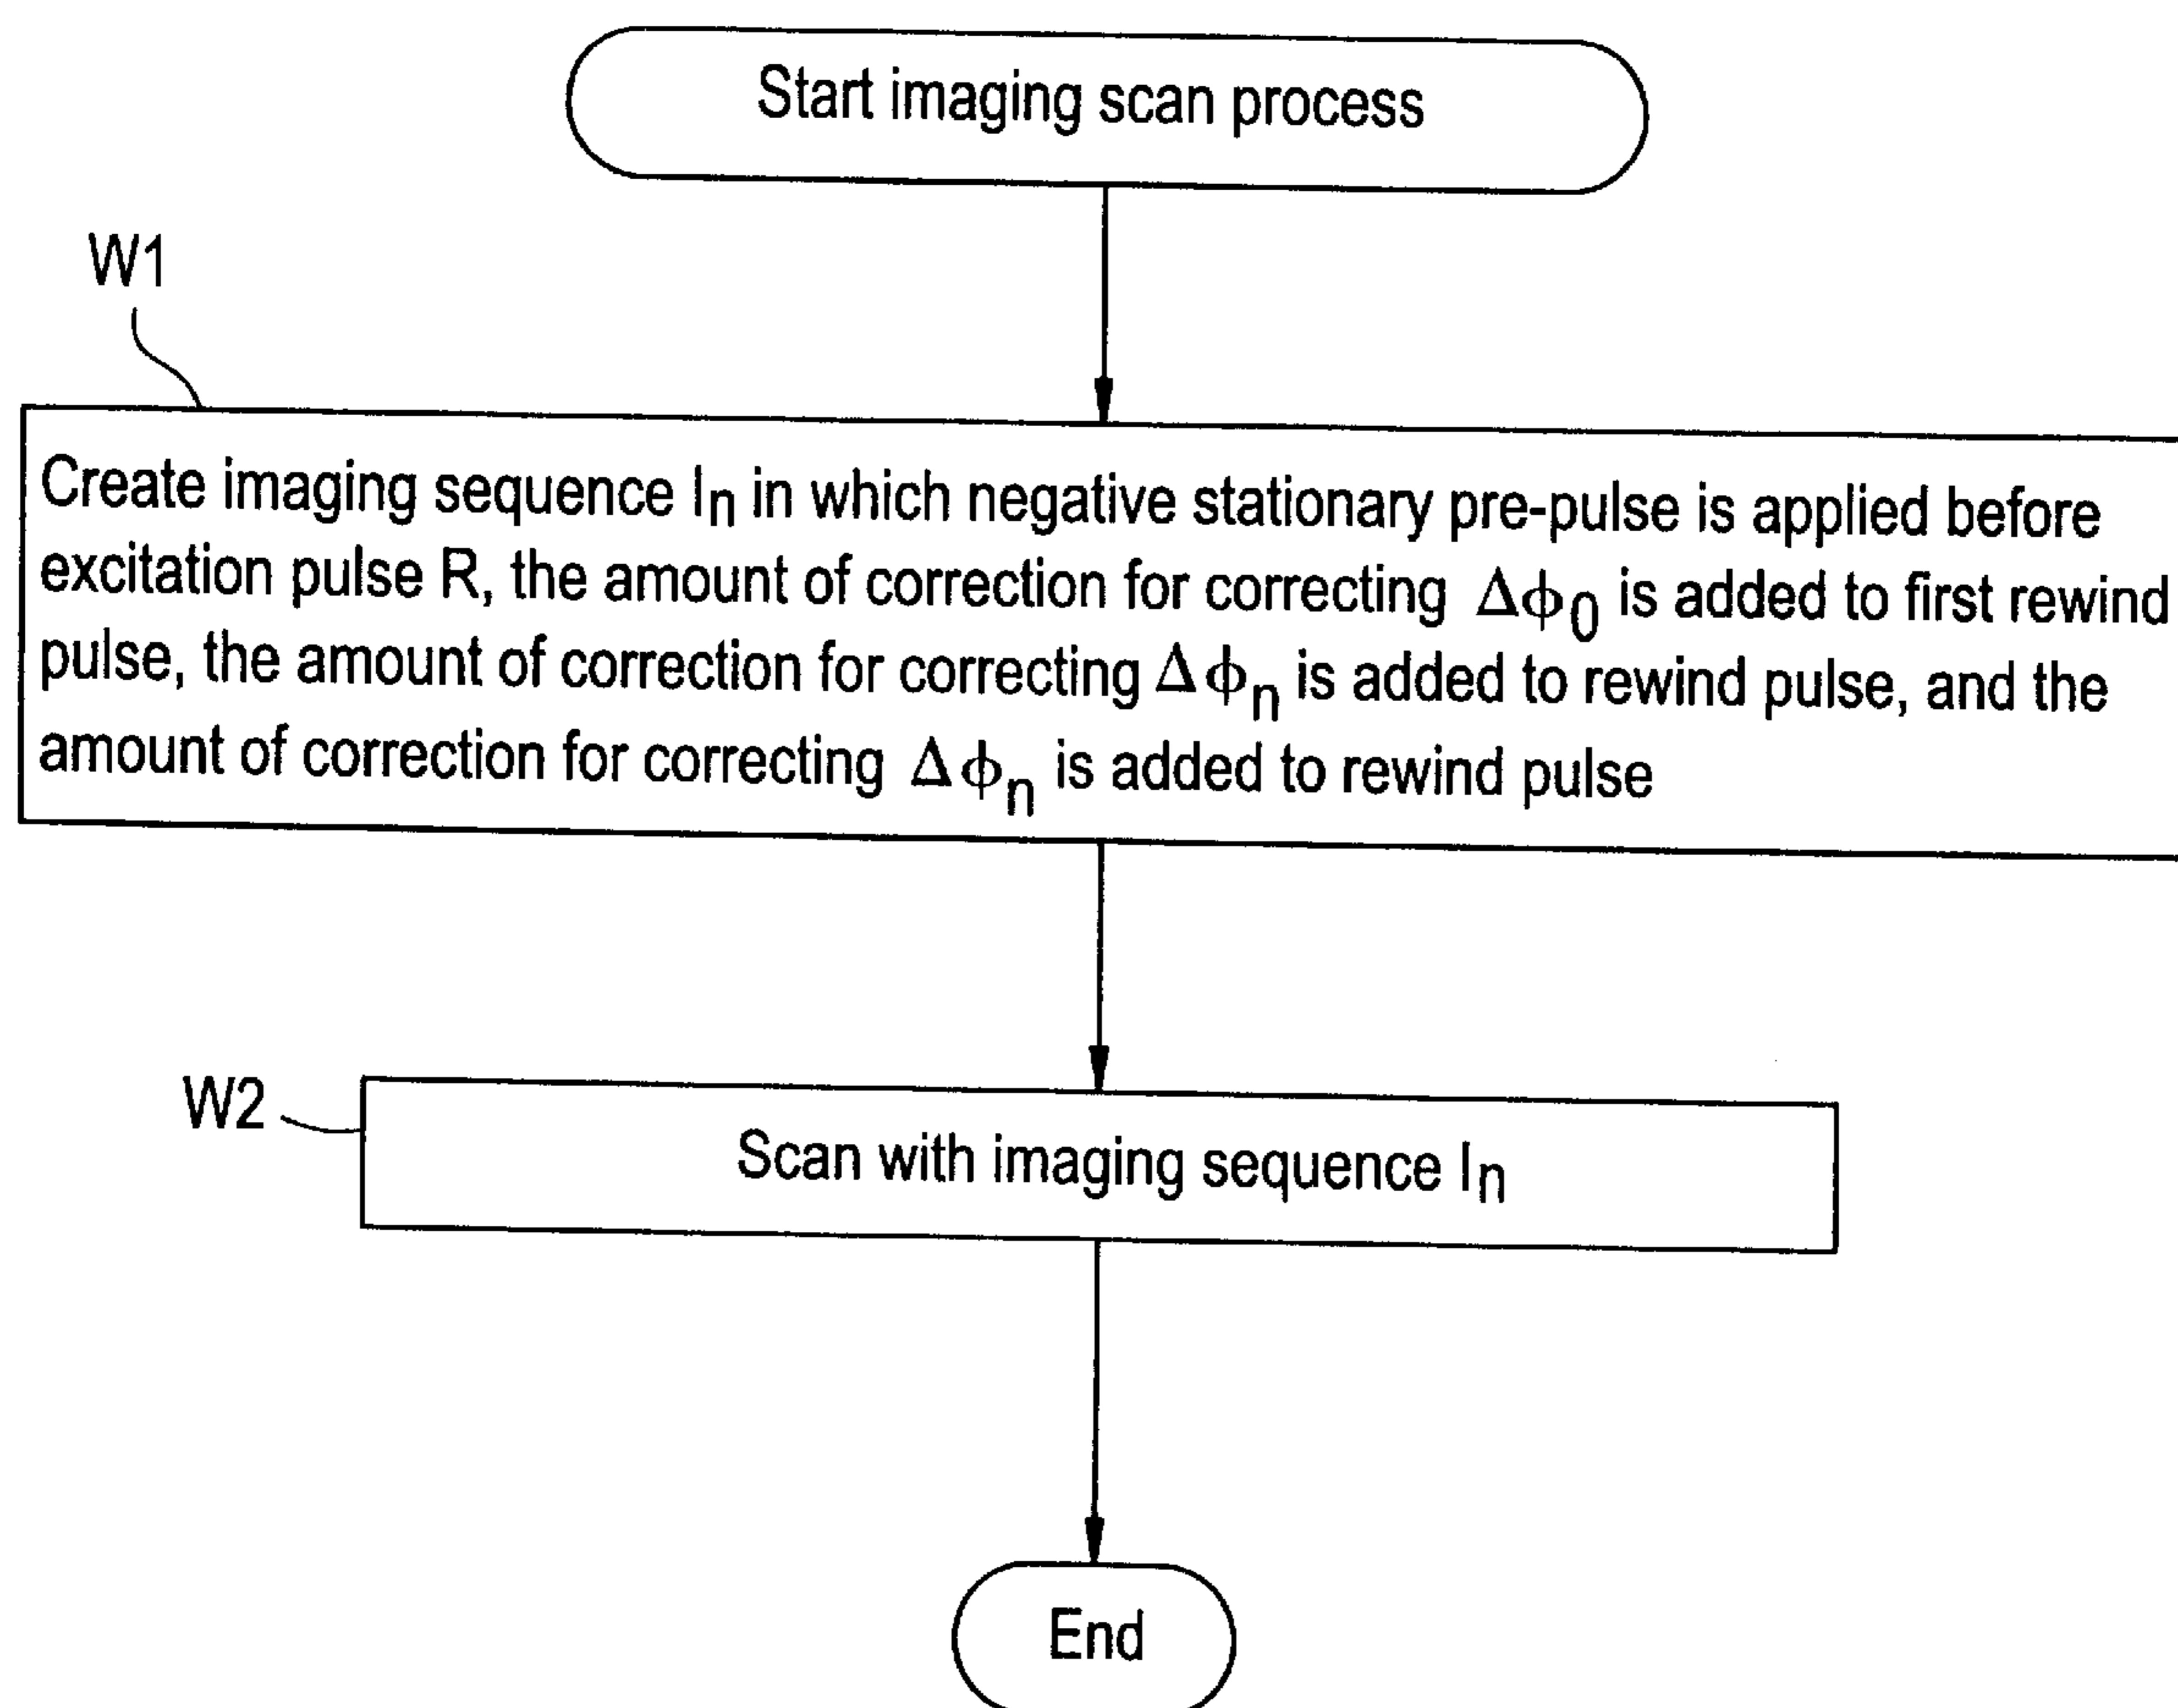 Start imaging scan process
W1
Create imaging sequence In in which negative stationary pre-pulse is applied before
excitation pulse R, the amount of correction for correcting Δϕ0 is added to first rewind
pulse, the amount of correction for correcting Δϕn is added to rewind pulse, and the
amount of correction for correcting Δϕn is added to rewind pulse
W2
Scan with imaging sequence In
End